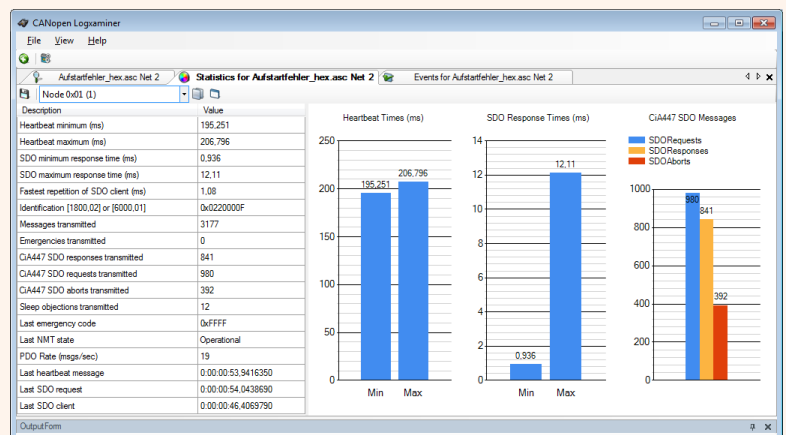 CANopen Logxaminer
File View Help
Aufstartfehler_hex.asc Net 2 Statistics for Aufstartfehler_hex.asc Net 2 Events for Aufstartfehler_hex.asc Net 2
Node 0x01 (1)
Description Value
Heartbeat minimum (ms) 195,251
Heartbeat maximum (ms) 206,796
SDO minimum response time (ms) 0,936
SDO maximum response time (ms) 12,11
Fastest repetition of SDO client (ms) 1,08
Identification [1800,02] or [6000,01] 0x0220000F
Messages transmitted 3177
Emergencies transmitted 0
CiA447 SDO responses transmitted 841
CiA447 SDO requests transmitted 980
CiA447 SDO aborts transmitted 392
Sleep objections transmitted 12
Last emergency code 0xFFFF
Last NMT state Operational
PDO Rate (msgs/sec) 19
Last heartbeat message 0:00:00:53,9416350
Last SDO request 0:00:00:54,0438690
Last SDO client 0:00:00:46,4069790
Heartbeat Times (ms)
250
200
150
100
50
0
195,251
206,796
Min Max
SDO Response Times (ms)
14
12
10
8
6
4
2
0
12,11
0,936
Min Max
CiA447 SDO Messages
SDORequests
SDOResponses
SDOAborts
1000
800
600
400
200
0
980
841
392
OutputForm